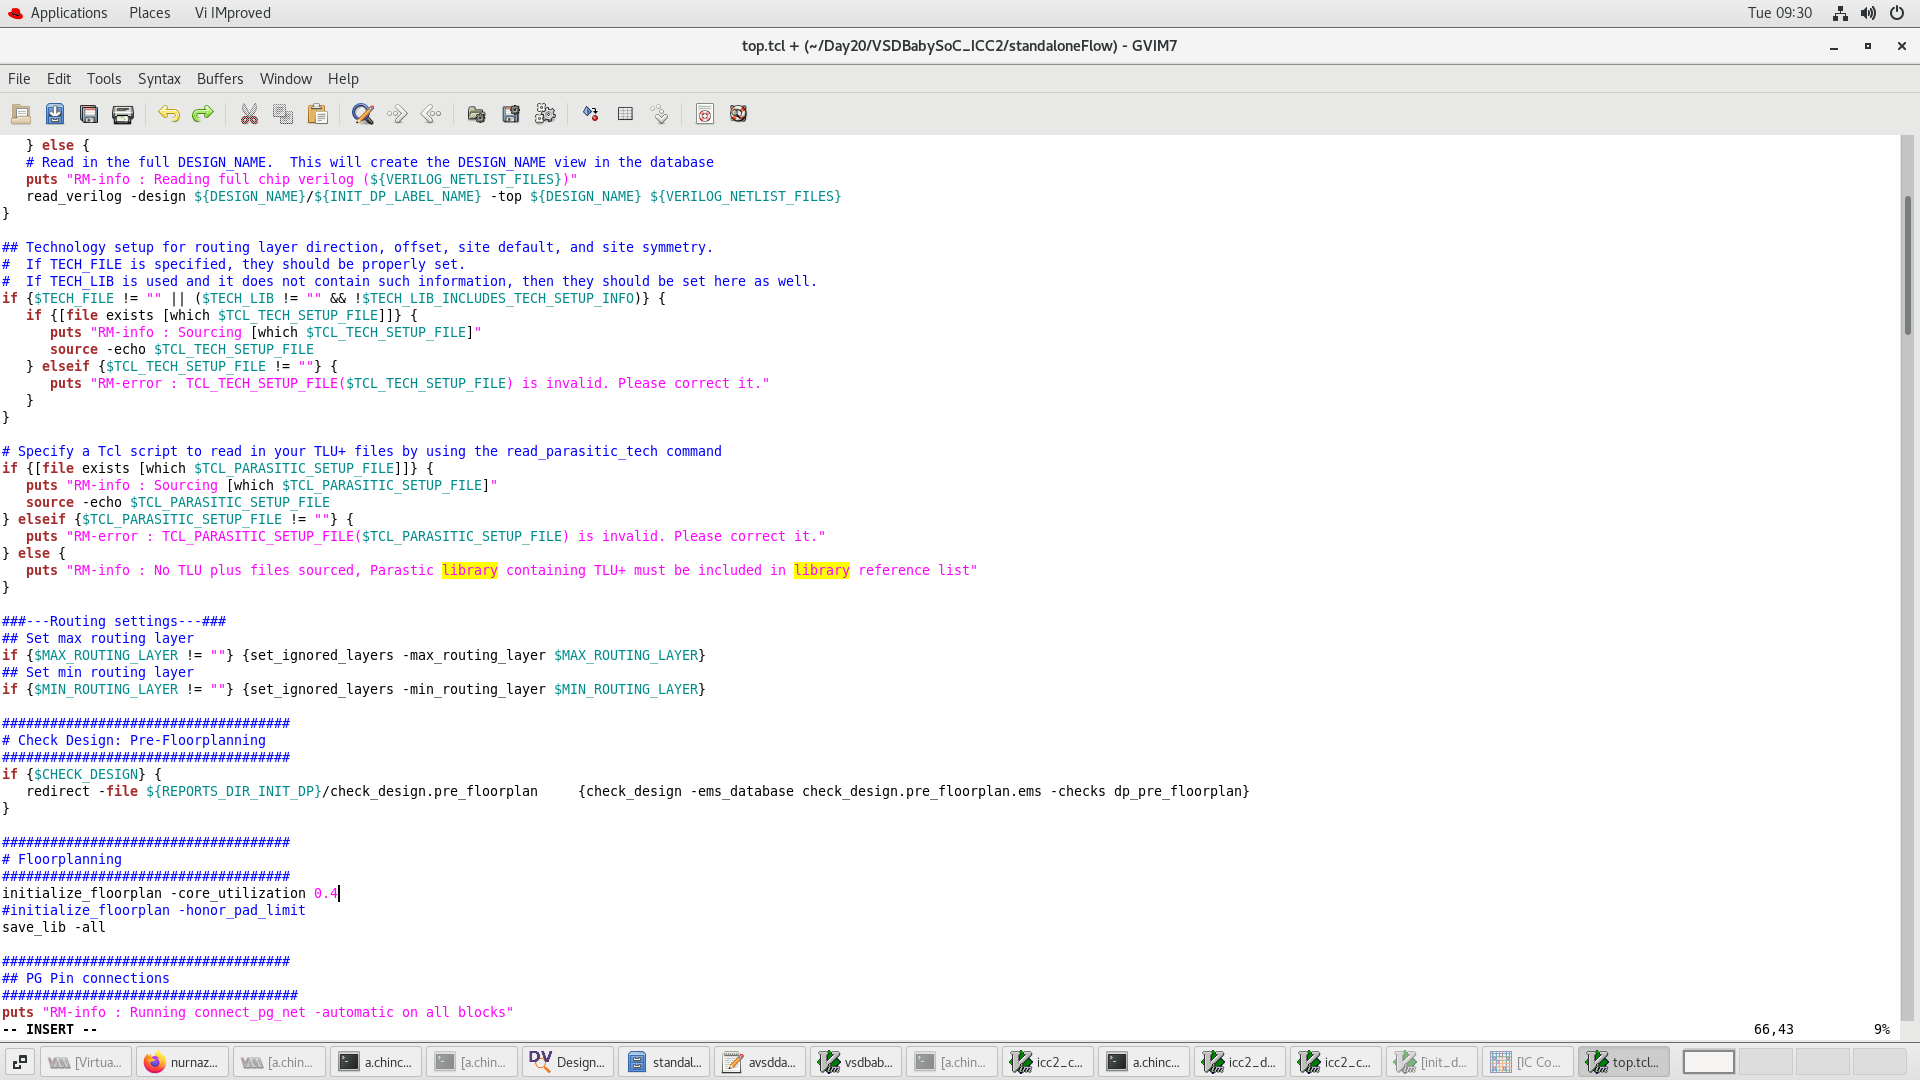 Applications Places Vi IMproved Tue 09:30
top.tcl + (~/Day20/VSDBabySoC_ICC2/standaloneFlow) - GVIM7
File Edit Tools Syntax Buffers Window Help
} else {
# Read in the full DESIGN_NAME.  This will create the DESIGN_NAME view in the database
puts "RM-info : Reading full chip verilog (${VERILOG_NETLIST_FILES})"
read_verilog -design ${DESIGN_NAME}/${INIT_DP_LABEL_NAME} -top ${DESIGN_NAME} ${VERILOG_NETLIST_FILES}
}
## Technology setup for routing layer direction, offset, site default, and site symmetry.
#  If TECH_FILE is specified, they should be properly set.
#  If TECH_LIB is used and it does not contain such information, then they should be set here as well.
if {$TECH_FILE != "" || ($TECH_LIB != "" && !$TECH_LIB_INCLUDES_TECH_SETUP_INFO)} {
if {[file exists [which $TCL_TECH_SETUP_FILE]]} {
puts "RM-info : Sourcing [which $TCL_TECH_SETUP_FILE]"
source -echo $TCL_TECH_SETUP_FILE
} elseif {$TCL_TECH_SETUP_FILE != ""} {
puts "RM-error : TCL_TECH_SETUP_FILE($TCL_TECH_SETUP_FILE) is invalid. Please correct it."
}
}
# Specify a Tcl script to read in your TLU+ files by using the read_parasitic_tech command
if {[file exists [which $TCL_PARASITIC_SETUP_FILE]]} {
puts "RM-info : Sourcing [which $TCL_PARASITIC_SETUP_FILE]"
source -echo $TCL_PARASITIC_SETUP_FILE
} elseif {$TCL_PARASITIC_SETUP_FILE != ""} {
puts "RM-error : TCL_PARASITIC_SETUP_FILE($TCL_PARASITIC_SETUP_FILE) is invalid. Please correct it."
} else {
puts "RM-info : No TLU plus files sourced, Parastic library containing TLU+ must be included in library reference list"
}
###---Routing settings---###
## Set max routing layer
if {$MAX_ROUTING_LAYER != ""} {set_ignored_layers -max_routing_layer $MAX_ROUTING_LAYER}
## Set min routing layer
if {$MIN_ROUTING_LAYER != ""} {set_ignored_layers -min_routing_layer $MIN_ROUTING_LAYER}
####################################
# Check Design: Pre-Floorplanning
####################################
if {$CHECK_DESIGN} {
redirect -file ${REPORTS_DIR_INIT_DP}/check_design.pre_floorplan     {check_design -ems_database check_design.pre_floorplan.ems -checks dp_pre_floorplan}
}
####################################
# Floorplanning
####################################
initialize_floorplan -core_utilization 0.4
#initialize_floorplan -honor_pad_limit
save_lib -all
####################################
## PG Pin connections
#####################################
puts "RM-info : Running connect_pg_net -automatic on all blocks"
-- INSERT -- 66,43 9%
[Virtua... nurnaz... [a.chin... a.chinc... [a.chin... Design... standal... avsdda... vsdbab... [a.chin... icc2_c... a.chinc... icc2_d... icc2_c... [init_d... [IC Co... top.tcl...